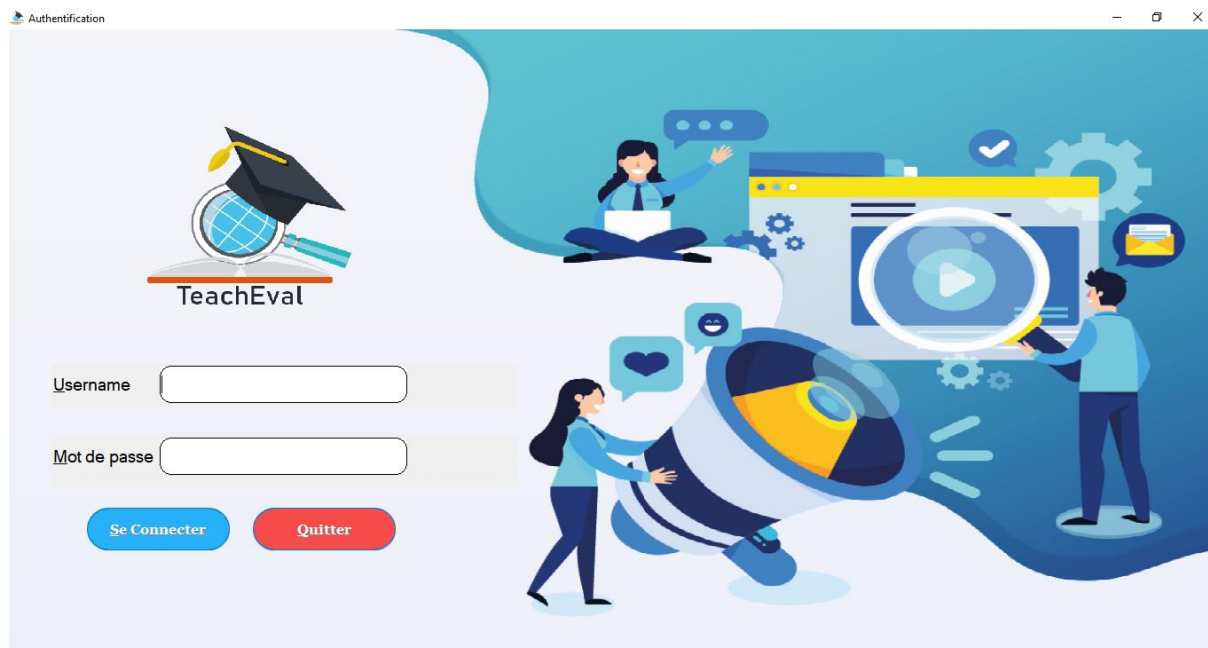 Authentification
TeachEval
Username
Mot de passe
Se Connecter
Quitter